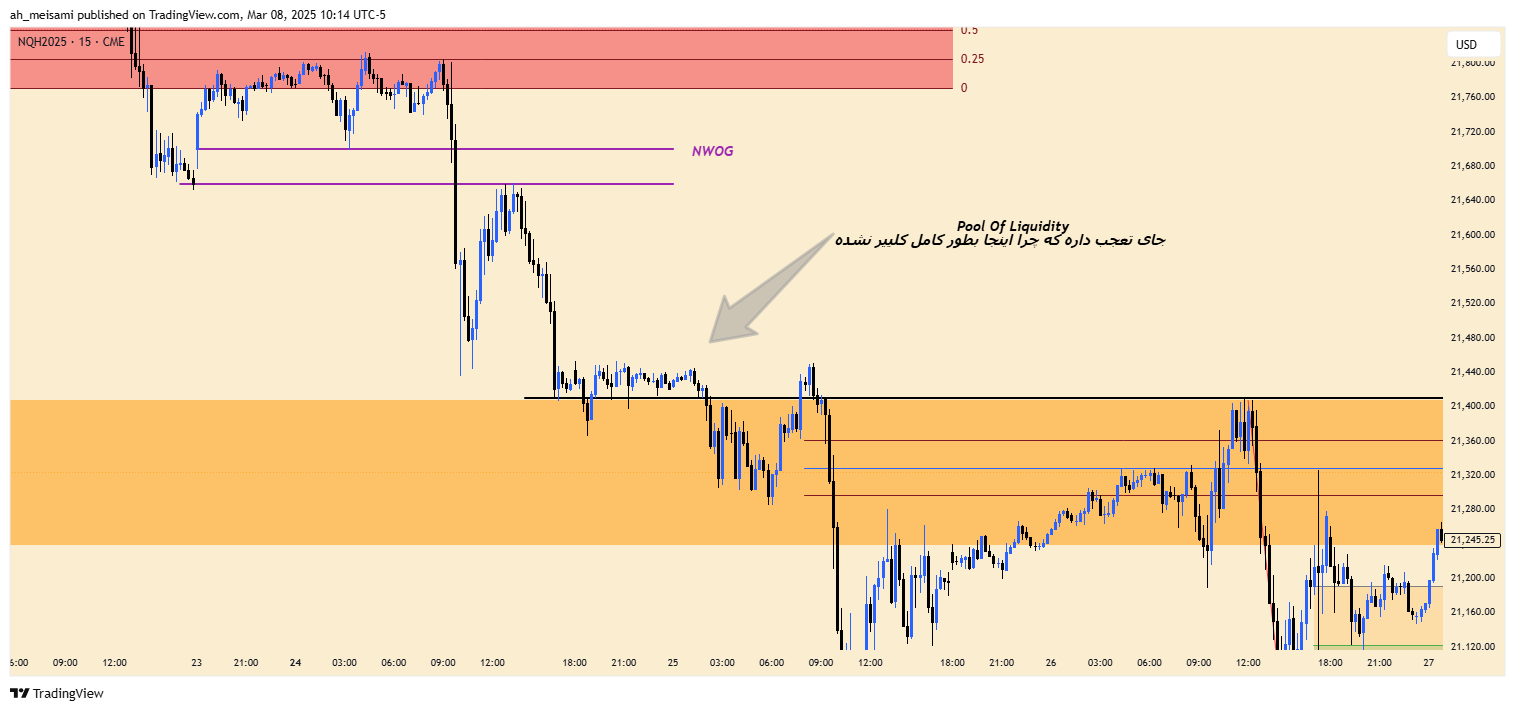 ah_meisami published on TradingView.com, Mar 08, 2025 10:14 UTC-5
NQH2025 · 15 · CME
0.5
0.25
0
NWOG
Pool Of Liquidity
جای تعجب داره که چرا اینجا بطور کامل کلییر نشده
USD
21,800.00
21,760.00
21,720.00
21,680.00
21,640.00
21,600.00
21,560.00
21,520.00
21,480.00
21,440.00
21,400.00
21,360.00
21,320.00
21,280.00
21,245.25
21,200.00
21,160.00
21,120.00
6:00 09:00 12:00 23 21:00 24 03:00 06:00 09:00 12:00 18:00 21:00 25 03:00 06:00 09:00 12:00 18:00 21:00 26 03:00 06:00 09:00 12:00 18:00 21:00 27
TradingView